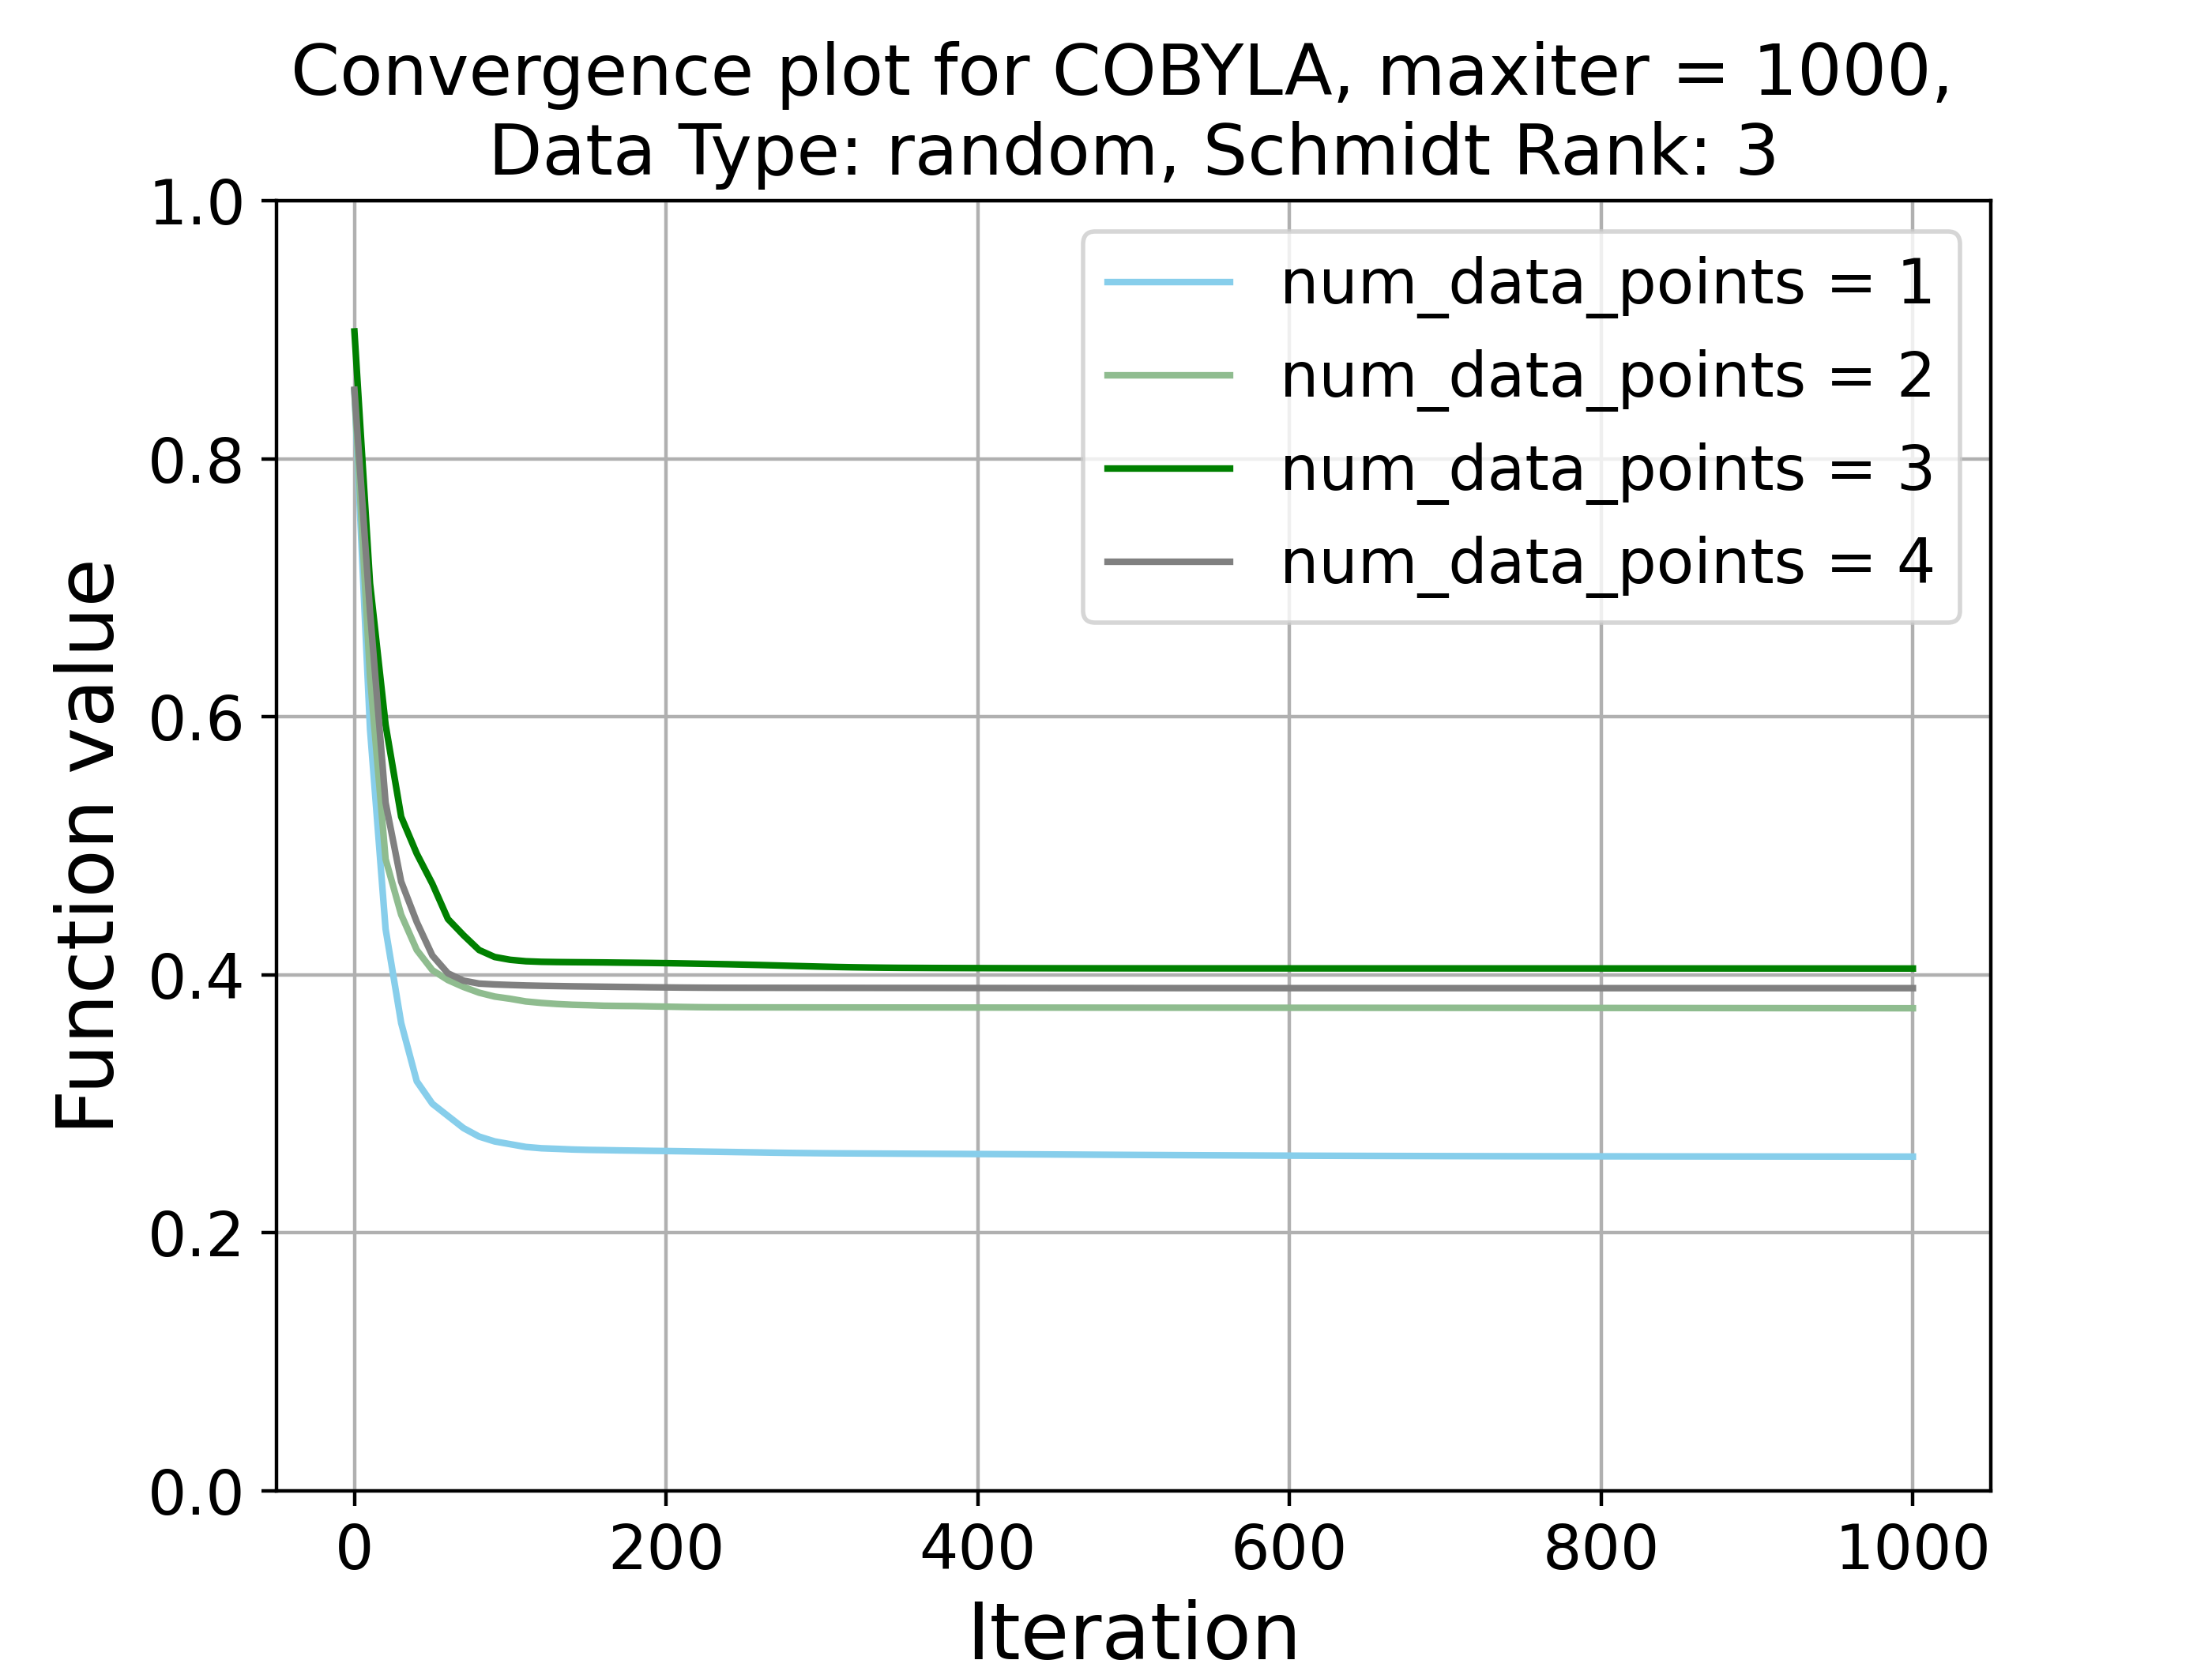 Convergence plot for COBYLA, maxiter = 1000,
Data Type: random, Schmidt Rank: 3
1.0
0.8
0.6
0.4
0.2
0.0
Function value
num_data_points = 1
num_data_points = 2
num_data_points = 3
num_data_points = 4
0 200 400 600 800 1000
Iteration